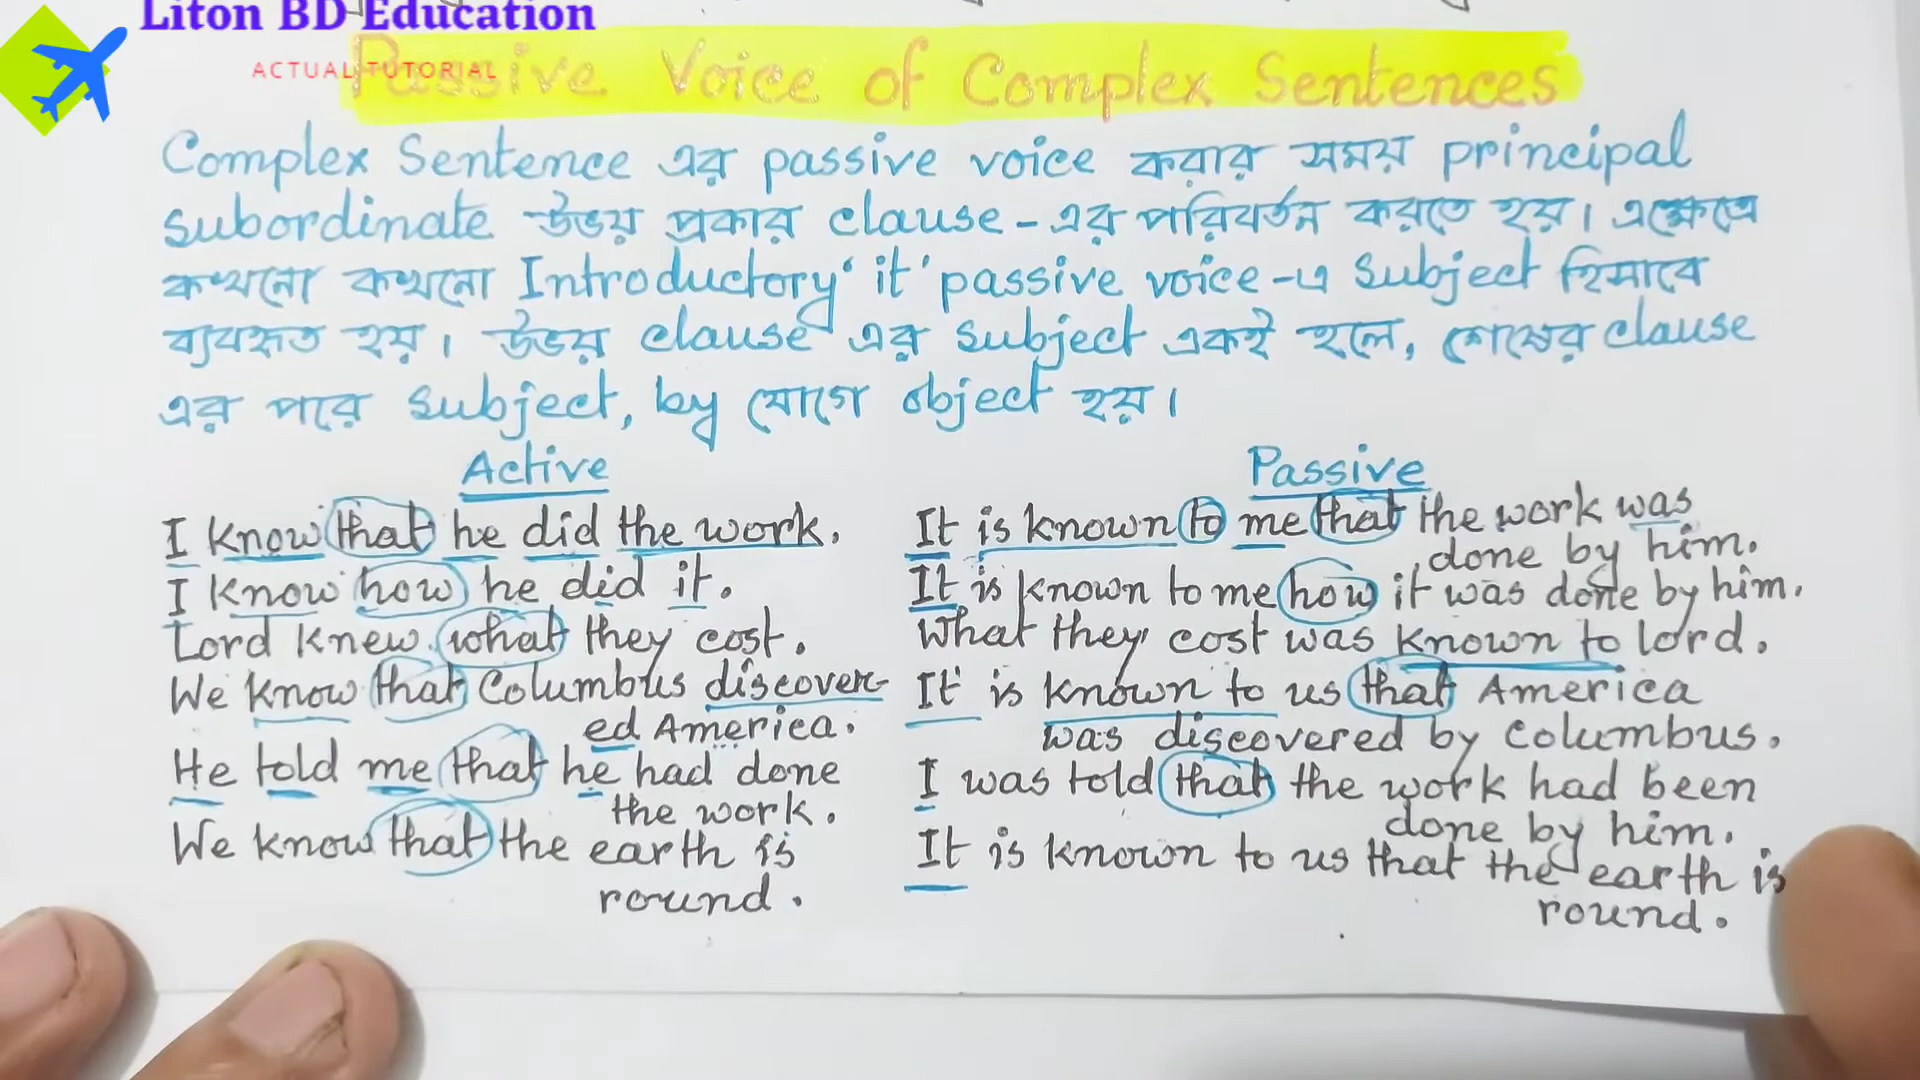 Liton BD Education
ACTUAL TUTORIAL
Passive Voice of Complex Sentences
Complex Sentence এর passive voice করার সময় principal
subordinate উভয় প্রকার clause-এর পরিবর্তন করতে হয়। এক্ষেত্রে
কখনো কখনো Introductory 'it' passive voice-এ subject হিসাবে
ব্যবহৃত হয়। উভয় clause এর subject একই হলে, শেষের clause
এর পরে subject, by যোগে object হয়।
Active
I know that he did the work.
I know how he did it.
Lord knew what they cost.
We know that Columbus discover-
ed America.
He told me that he had done
the work.
We know that the earth is
round.
Passive
It is known to me that the work was
done by him.
It is known to me how it was done by him.
What they cost was known to lord.
It is known to us that America
was discovered by Columbus.
I was told that the work had been
done by him.
It is known to us that the earth is
round.